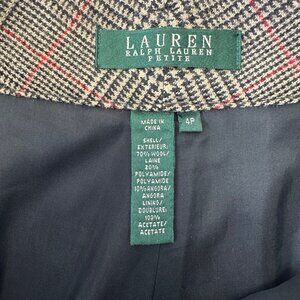 LAUREN
RALPH LAUREN
PETITE
MADE IN
CHINA
4P
SHELL/
EXTERIEUR:
70% WOOL/
LAINE
20%
POLYAMIDE/
POLYAMIDE
10% ANGORA/
ANGORA
LINING/
DOUBLURE:
100%
ACETATE/
ACETATE